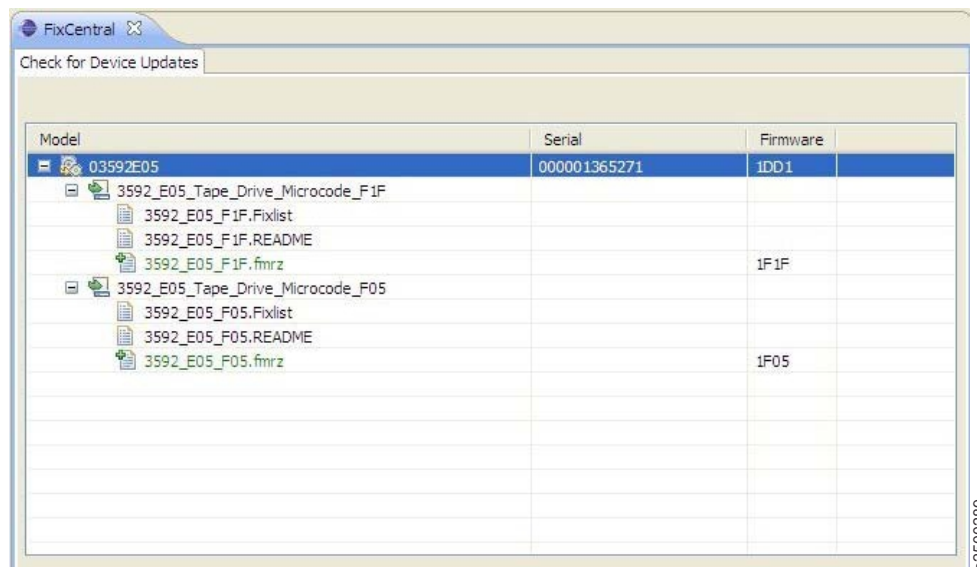 FixCentral
Check for Device Updates
Model Serial Firmware
03592E05 000001365271 1DD1
3592_E05_Tape_Drive_Microcode_F1F
3592_E05_F1F.Fixlist
3592_E05_F1F.README
3592_E05_F1F.fmrz 1F1F
3592_E05_Tape_Drive_Microcode_F05
3592_E05_F05.Fixlist
3592_E05_F05.README
3592_E05_F05.fmrz 1F05